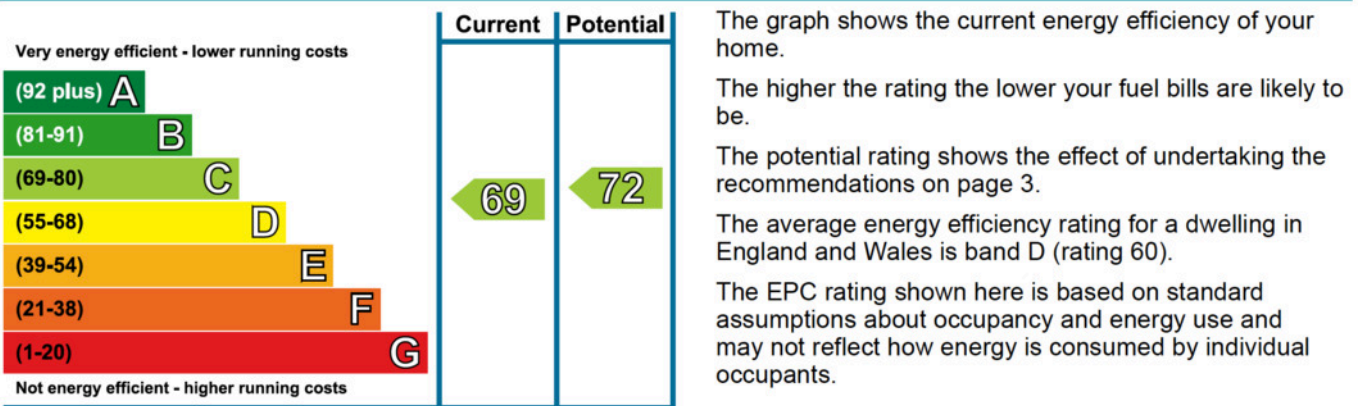 Current Potential
Very energy efficient - lower running costs
(92 plus) A
(81-91) B
(69-80) C
(55-68) D
(39-54) E
(21-38) F
(1-20) G
Not energy efficient - higher running costs
69
72
The graph shows the current energy efficiency of your
home.
The higher the rating the lower your fuel bills are likely to
be.
The potential rating shows the effect of undertaking the
recommendations on page 3.
The average energy efficiency rating for a dwelling in
England and Wales is band D (rating 60).
The EPC rating shown here is based on standard
assumptions about occupancy and energy use and
may not reflect how energy is consumed by individual
occupants.